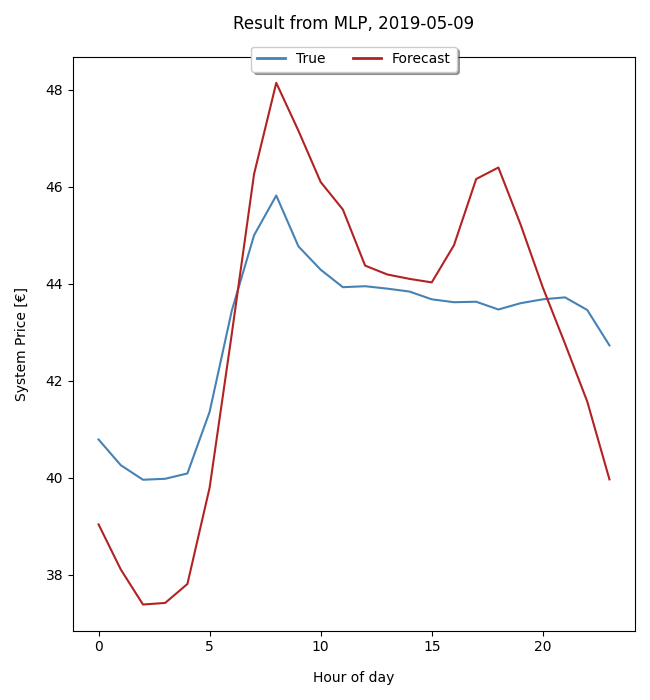 Result from MLP, 2019-05-09
True Forecast
48
46
44
42
40
38
System Price [€]
0 5 10 15 20
Hour of day